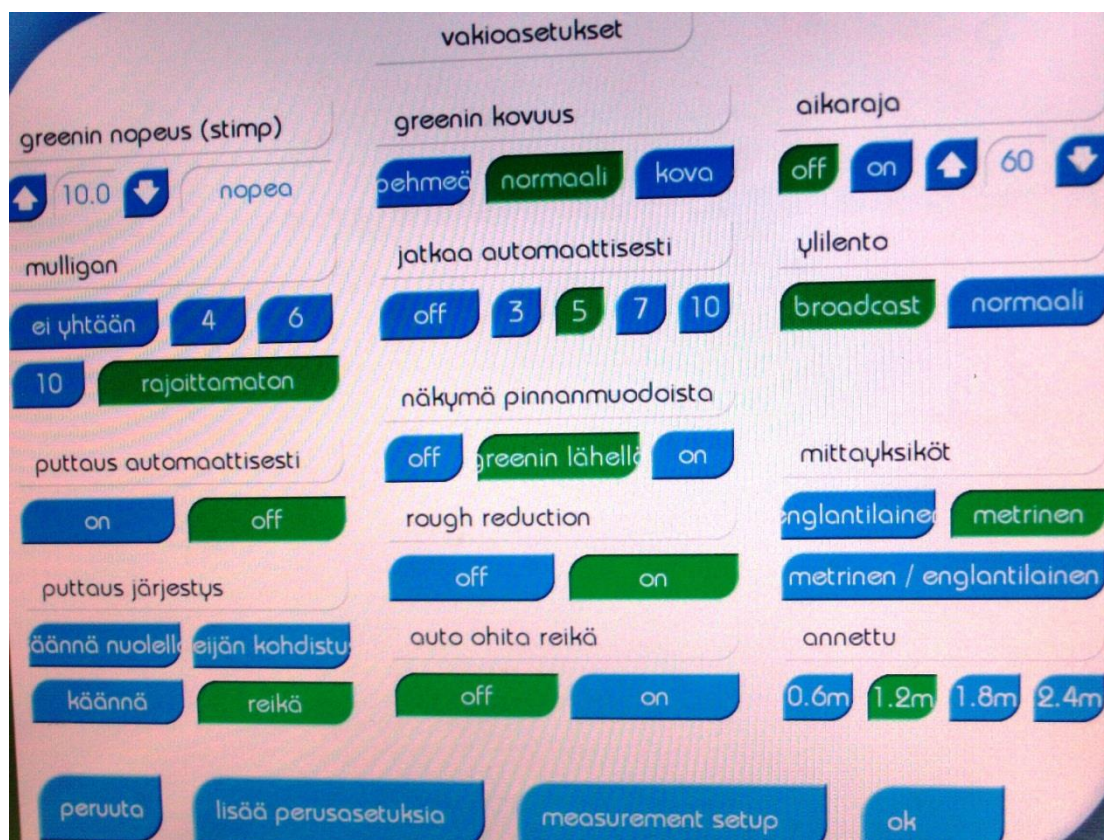 vakioasetukset
greenin nopeus (stimp)
10.0 nopea
greenin kovuus
pehmeä normaali kova
aikaraja
off on 60
mulligan
ei yhtään 4 6
10 rajoittamaton
jatkaa automaattisesti
off 3 5 7 10
ylilento
broadcast normaali
näkymä pinnanmuodoista
off greenin lähellä on
puttaus automaattisesti
on off
rough reduction
off on
mittayksiköt
englantilainen metrinen
metrinen / englantilainen
puttaus järjestys
äännä nuolell eijän kohdistu
käännä reikä
auto ohita reikä
off on
annettu
0.6m 1.2m 1.8m 2.4m
peruuta lisää perusasetuksia measurement setup ok